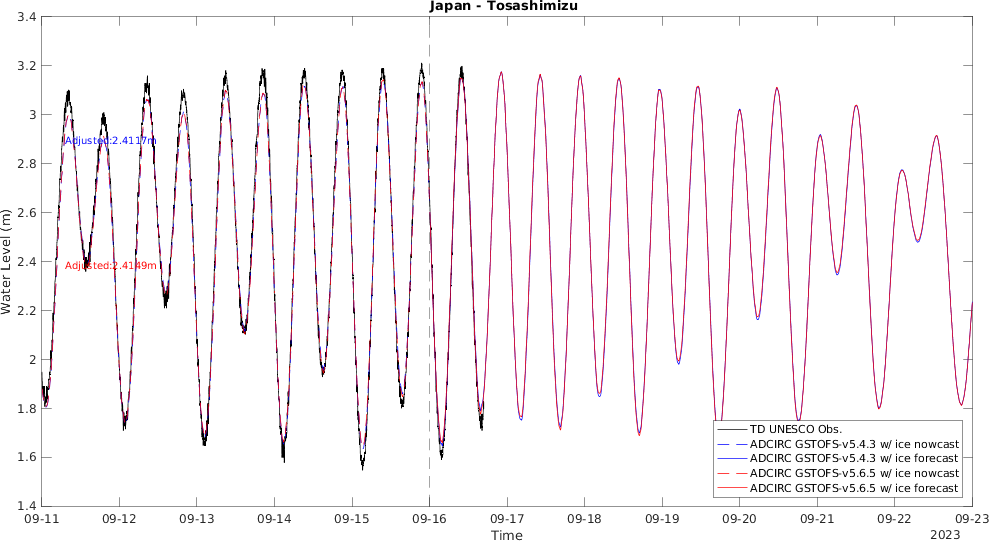 Japan - Tosashimizu
3.4
3.2
3
2.8
2.6
2.4
2.2
2
1.8
1.6
1.4
Water Level (m)
Adjusted:2.4117m
Adjusted:2.4149m
TD UNESCO Obs.
ADCIRC GSTOFS-v5.4.3 w/ ice nowcast
ADCIRC GSTOFS-v5.4.3 w/ ice forecast
ADCIRC GSTOFS-v5.6.5 w/ ice nowcast
ADCIRC GSTOFS-v5.6.5 w/ ice forecast
09-11 09-12 09-13 09-14 09-15 09-16 09-17 09-18 09-19 09-20 09-21 09-22 09-23
Time
2023